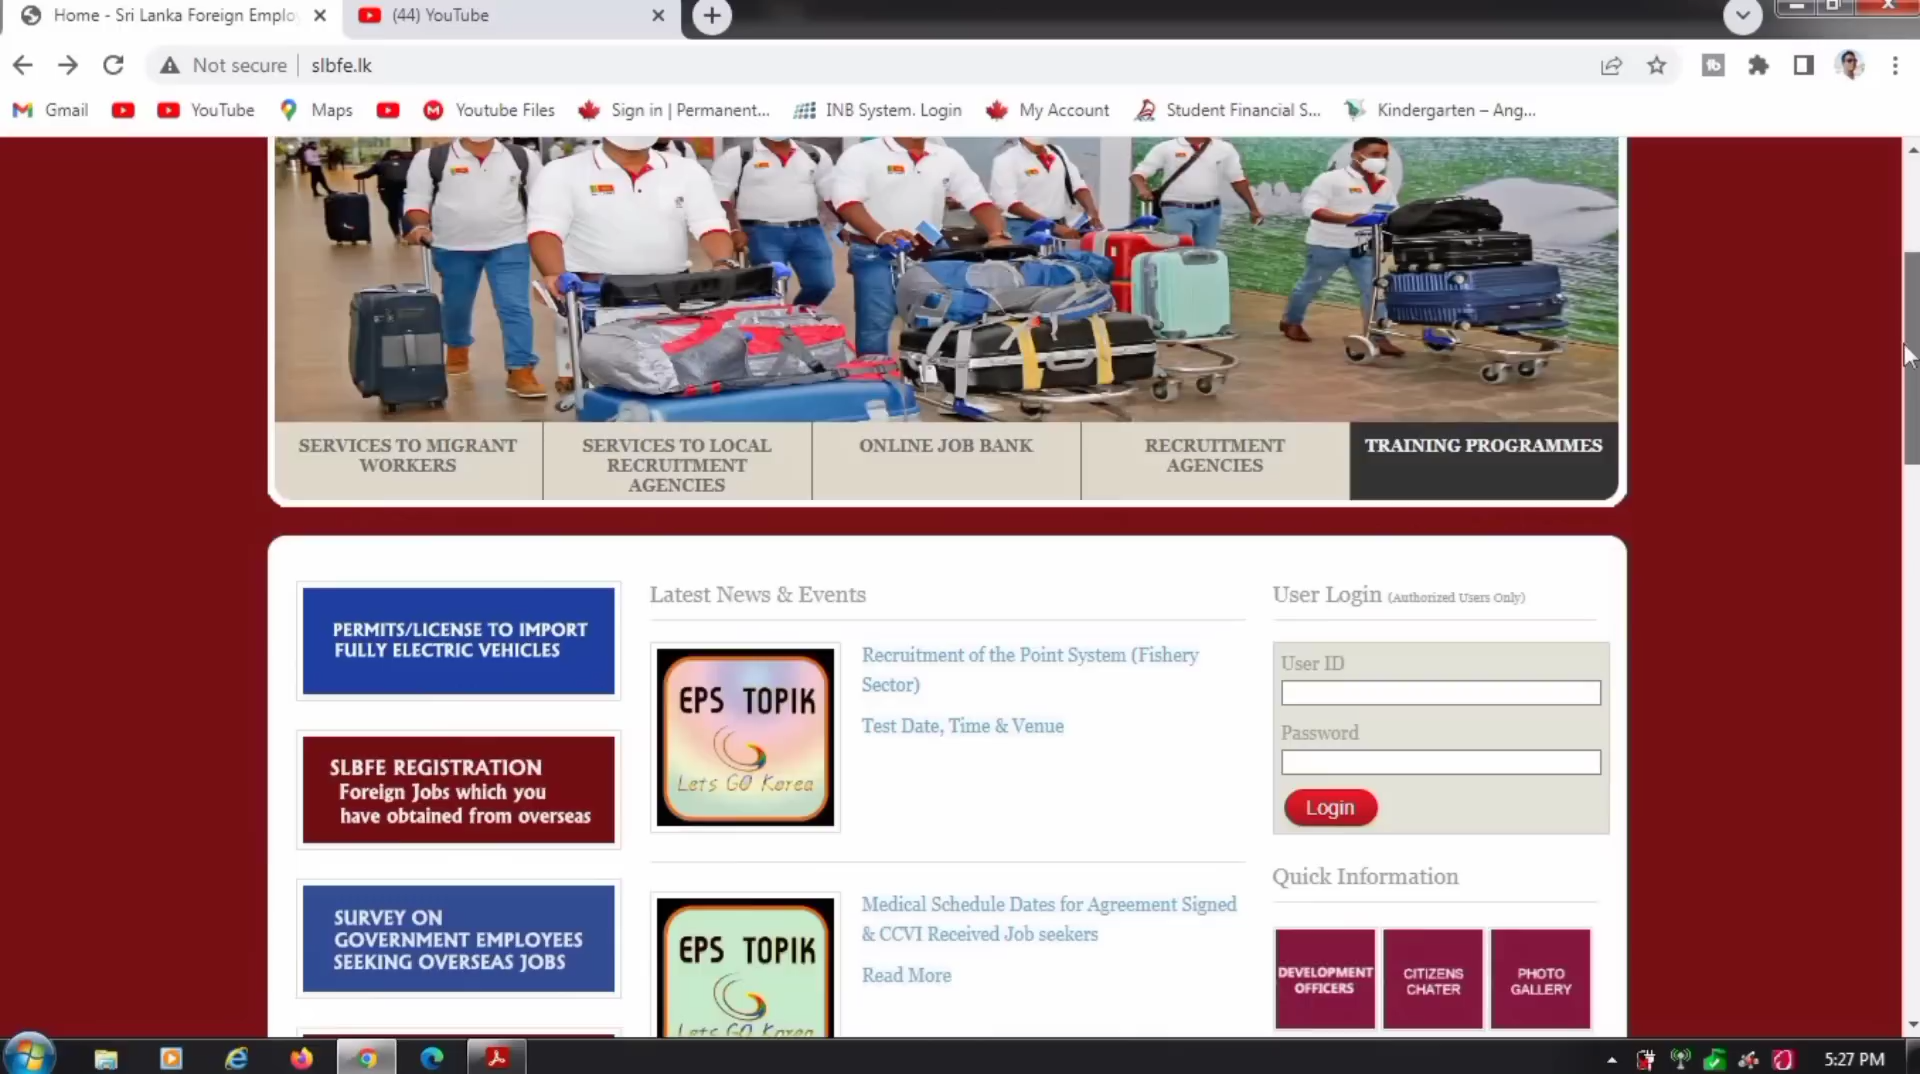 Home - Sri Lanka Foreign Emplo
(44) YouTube
Not secure
slbfe.lk
Gmail
YouTube
Maps
Youtube Files
Sign in | Permanent...
INB System. Login
My Account
Student Financial S...
Kindergarten – Ang...
SERVICES TO MIGRANT
WORKERS
SERVICES TO LOCAL
RECRUITMENT
AGENCIES
ONLINE JOB BANK
RECRUITMENT
AGENCIES
TRAINING PROGRAMMES
PERMITS/LICENSE TO IMPORT
FULLY ELECTRIC VEHICLES
SLBFE REGISTRATION
Foreign Jobs which you
have obtained from overseas
SURVEY ON
GOVERNMENT EMPLOYEES
SEEKING OVERSEAS JOBS
Latest News & Events
EPS TOPIK
Lets GO Korea
Recruitment of the Point System (Fishery
Sector)
Test Date, Time & Venue
EPS TOPIK
Lets GO Korea
Medical Schedule Dates for Agreement Signed
& CCVI Received Job seekers
Read More
User Login (Authorized Users Only)
User ID
Password
Login
Quick Information
DEVELOPMENT
OFFICERS
CITIZENS
CHATER
PHOTO
GALLERY
5:27 PM